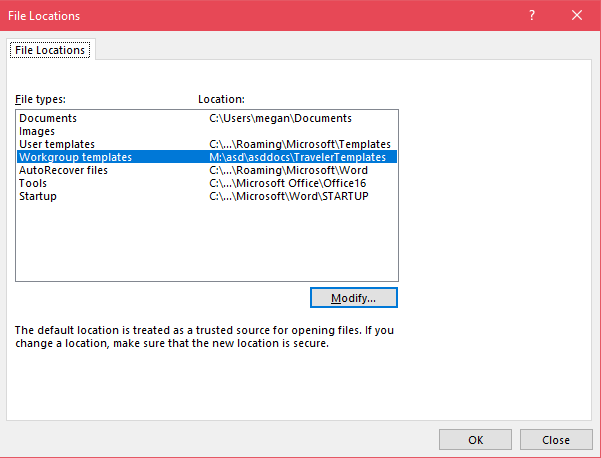 File Locations
File Locations
File types: Location:
Documents C:\Users\megan\Documents
Images
User templates C:\...\Roaming\Microsoft\Templates
Workgroup templates M:\asd\asddocs\TravelerTemplates
AutoRecover files C:\...\Roaming\Microsoft\Word
Tools C:\...\Microsoft Office\Office16
Startup C:\...\Microsoft\Word\STARTUP
Modify...
The default location is treated as a trusted source for opening files. If you
change a location, make sure that the new location is secure.
OK Close